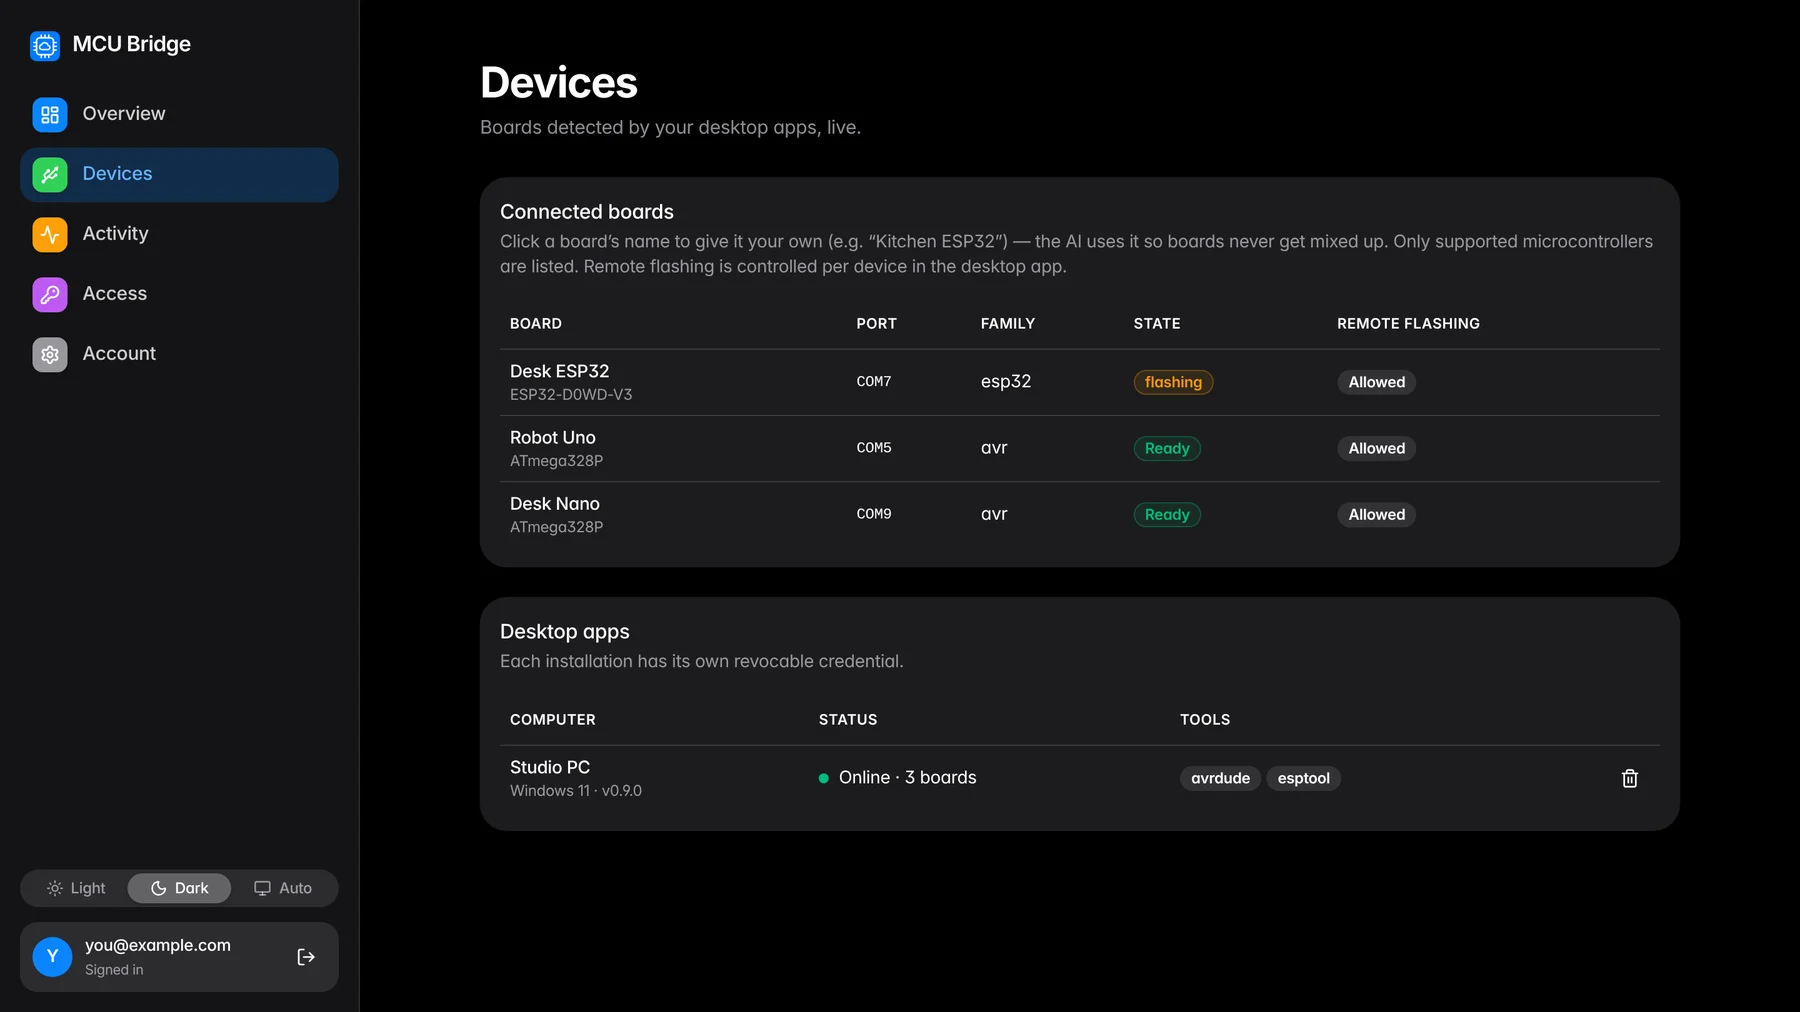 MCU Bridge
Overview
Devices
Activity
Access
Account
Light
Dark
Auto
Y
you@example.com
Signed in
Devices
Boards detected by your desktop apps, live.
Connected boards
Click a board’s name to give it your own (e.g. “Kitchen ESP32”) — the AI uses it so boards never get mixed up. Only supported microcontrollers
are listed. Remote flashing is controlled per device in the desktop app.
BOARD PORT FAMILY STATE REMOTE FLASHING
Desk ESP32 COM7 esp32 flashing Allowed
ESP32-D0WD-V3
Robot Uno COM5 avr Ready Allowed
ATmega328P
Desk Nano COM9 avr Ready Allowed
ATmega328P
Desktop apps
Each installation has its own revocable credential.
COMPUTER STATUS TOOLS
Studio PC Online · 3 boards avrdude esptool
Windows 11 · v0.9.0